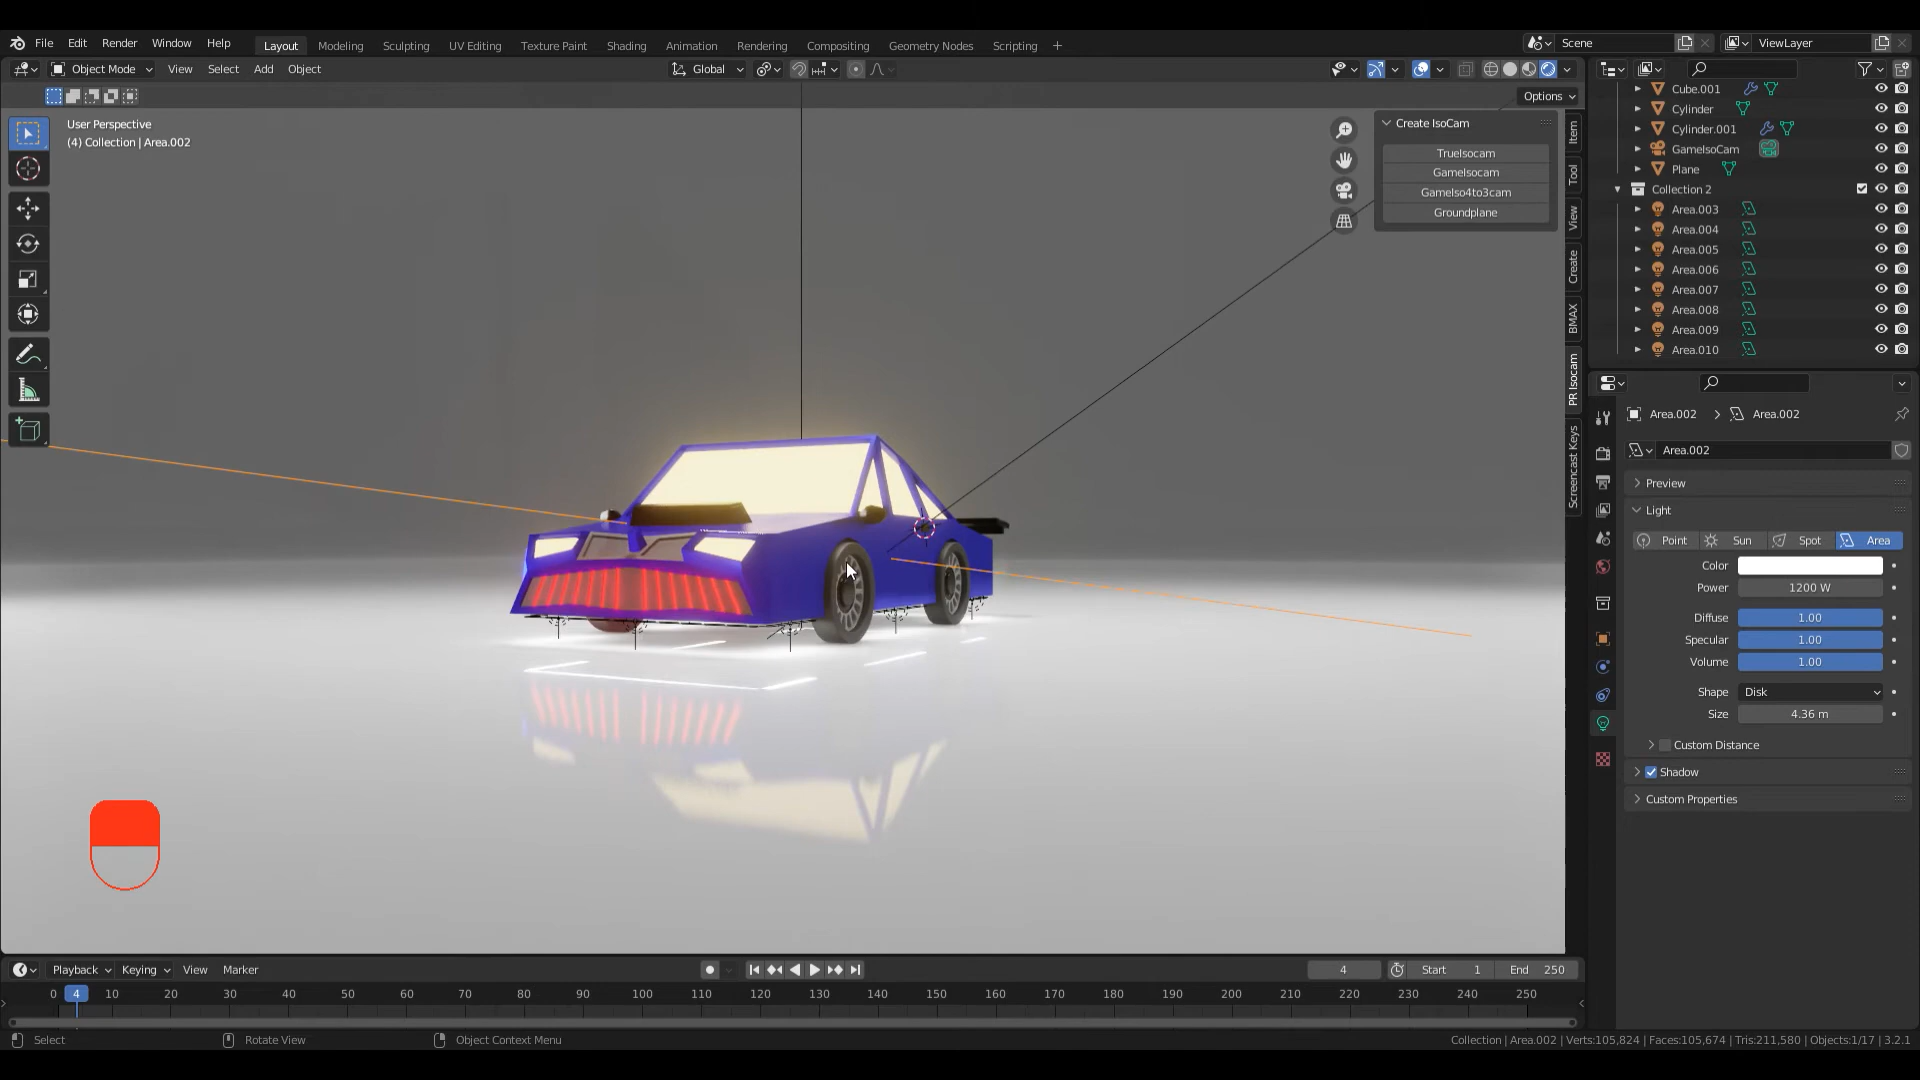 File Edit Render Window Help Layout Modeling Sculpting UV Editing Texture Paint Shading Animation Rendering Compositing Geometry Nodes Scripting + Scene ViewLayer
Object Mode View Select Add Object Global
Options
User Perspective
(4) Collection | Area.002
Create IsoCam
TrueIsocam
GameIsocam
GameIso4to3cam
Groundplane
Item
Tool
View
Create
BMAX
PR Isocam
Screencast Keys
Cube.001
Cylinder
Cylinder.001
GameIsoCam
Plane
Collection 2
Area.003
Area.004
Area.005
Area.006
Area.007
Area.008
Area.009
Area.010
Area.002 > Area.002
Area.002
Preview
Light
Point Sun Spot Area
Color
Power 1200 W
Diffuse 1.00
Specular 1.00
Volume 1.00
Shape Disk
Size 4.36 m
Custom Distance
Shadow
Custom Properties
Playback Keying View Marker 4 Start 1 End 250
0 4 10 20 30 40 50 60 70 80 90 100 110 120 130 140 150 160 170 180 190 200 210 220 230 240 250
Select Rotate View Object Context Menu Collection | Area.002 | Verts:105,824 | Faces:105,674 | Tris:211,580 | Objects:1/17 | 3.2.1